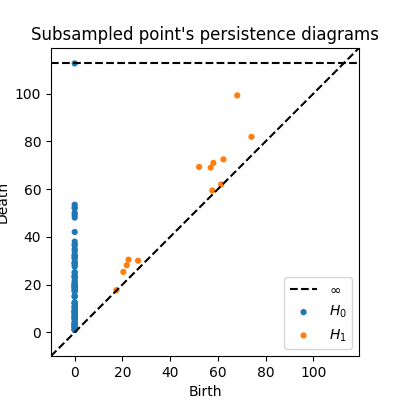 Subsampled point's persistence diagrams
100
80
60
40
20
0
Death
0 20 40 60 80 100
Birth
∞
H₀
H₁